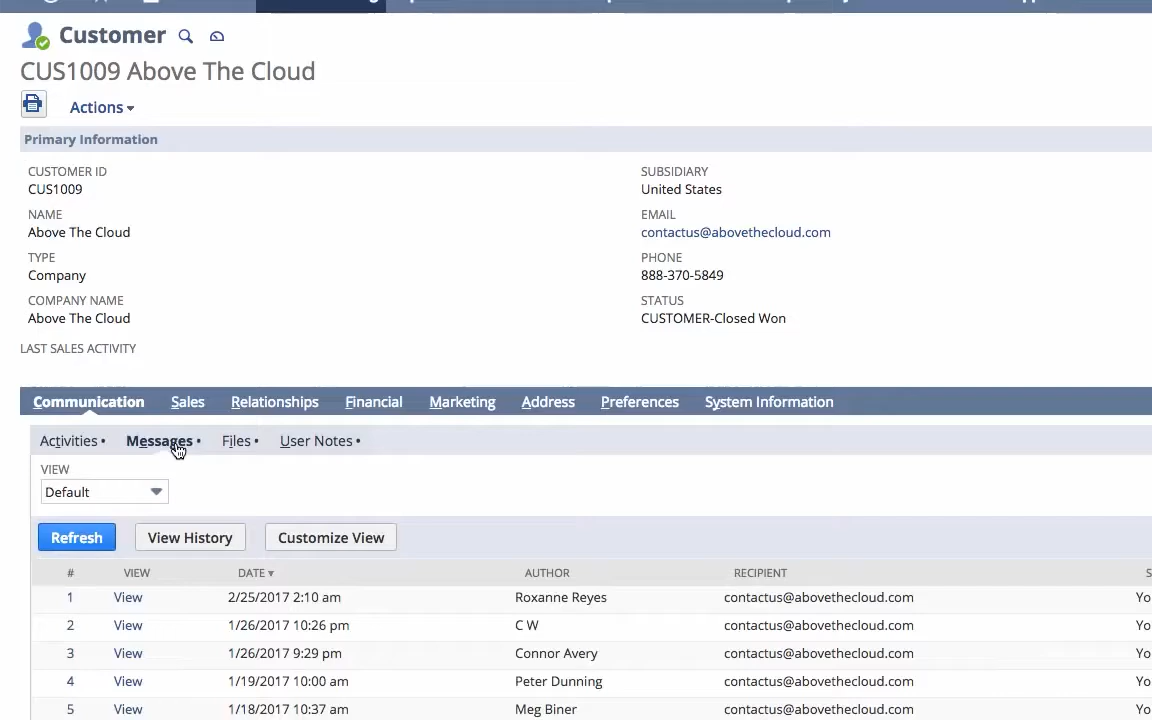 Customer
CUS1009 Above The Cloud
Actions
Primary Information
CUSTOMER ID
CUS1009
NAME
Above The Cloud
TYPE
Company
COMPANY NAME
Above The Cloud
LAST SALES ACTIVITY
SUBSIDIARY
United States
EMAIL
contactus@abovethecloud.com
PHONE
888-370-5849
STATUS
CUSTOMER-Closed Won
Communication Sales Relationships Financial Marketing Address Preferences System Information
Activities • Messages • Files • User Notes •
VIEW
Default
Refresh View History Customize View
# VIEW DATE AUTHOR RECIPIENT
1 View 2/25/2017 2:10 am Roxanne Reyes contactus@abovethecloud.com Yo
2 View 1/26/2017 10:26 pm C W contactus@abovethecloud.com Yo
3 View 1/26/2017 9:29 pm Connor Avery contactus@abovethecloud.com Yo
4 View 1/19/2017 10:00 am Peter Dunning contactus@abovethecloud.com Yo
5 View 1/18/2017 10:37 am Meg Biner contactus@abovethecloud.com Yo